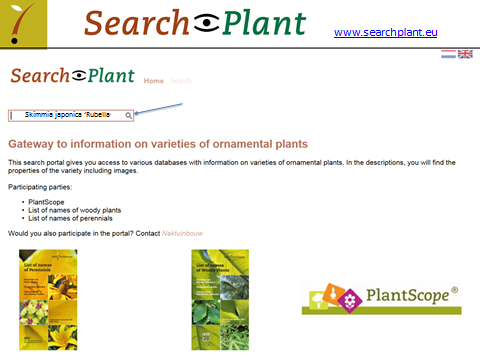 Search Plant
www.searchplant.eu
Search Plant Home Search
Skimmia japonica 'Rubella'
Gateway to information on varieties of ornamental plants
This search portal gives you access to various databases with information on varieties of ornamental plants. In the descriptions, you will find the
properties of the variety including images.
Participating parties:
• PlantScope
• List of names of woody plants
• List of names of perennials
Would you also participate in the portal? Contact Naktuinbouw
List of names
of Perennials
List of names
of Woody Plants
PlantScope®